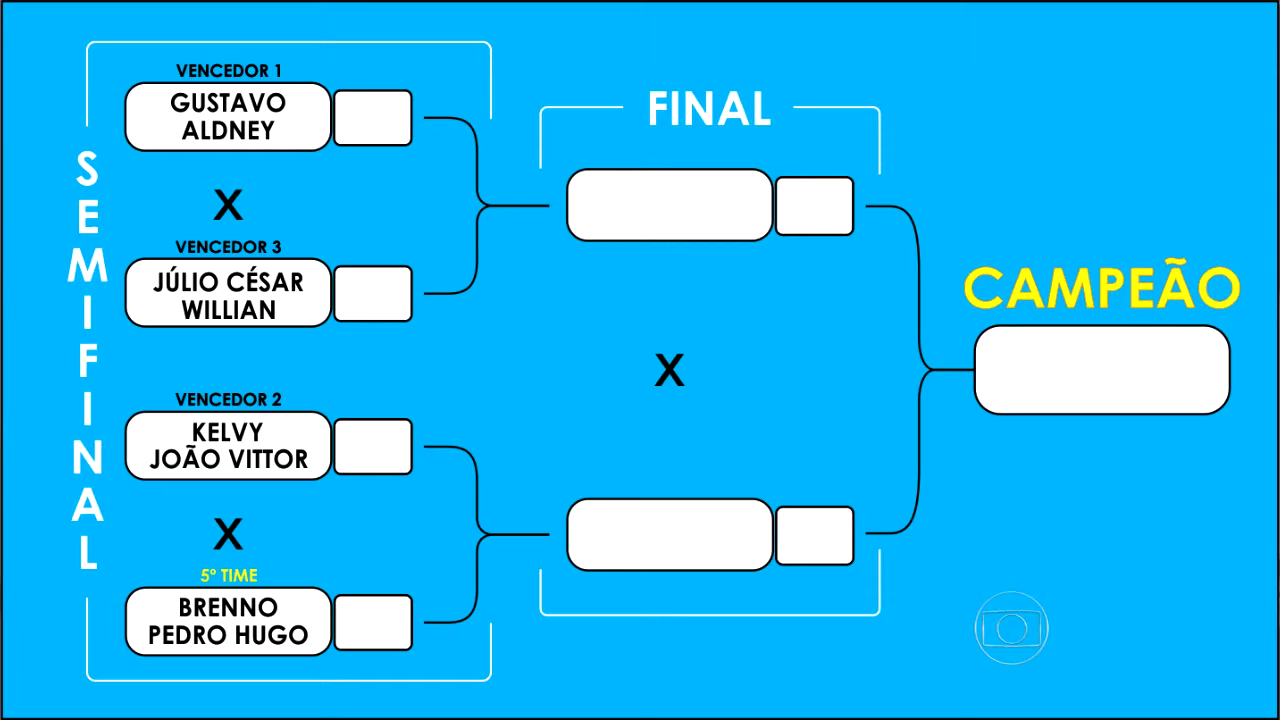 SEMIFINAL
VENCEDOR 1
GUSTAVO
ALDNEY
X
VENCEDOR 3
JÚLIO CÉSAR
WILLIAN
VENCEDOR 2
KELVY
JOÃO VITTOR
X
5º TIME
BRENNO
PEDRO HUGO
FINAL
X
CAMPEÃO